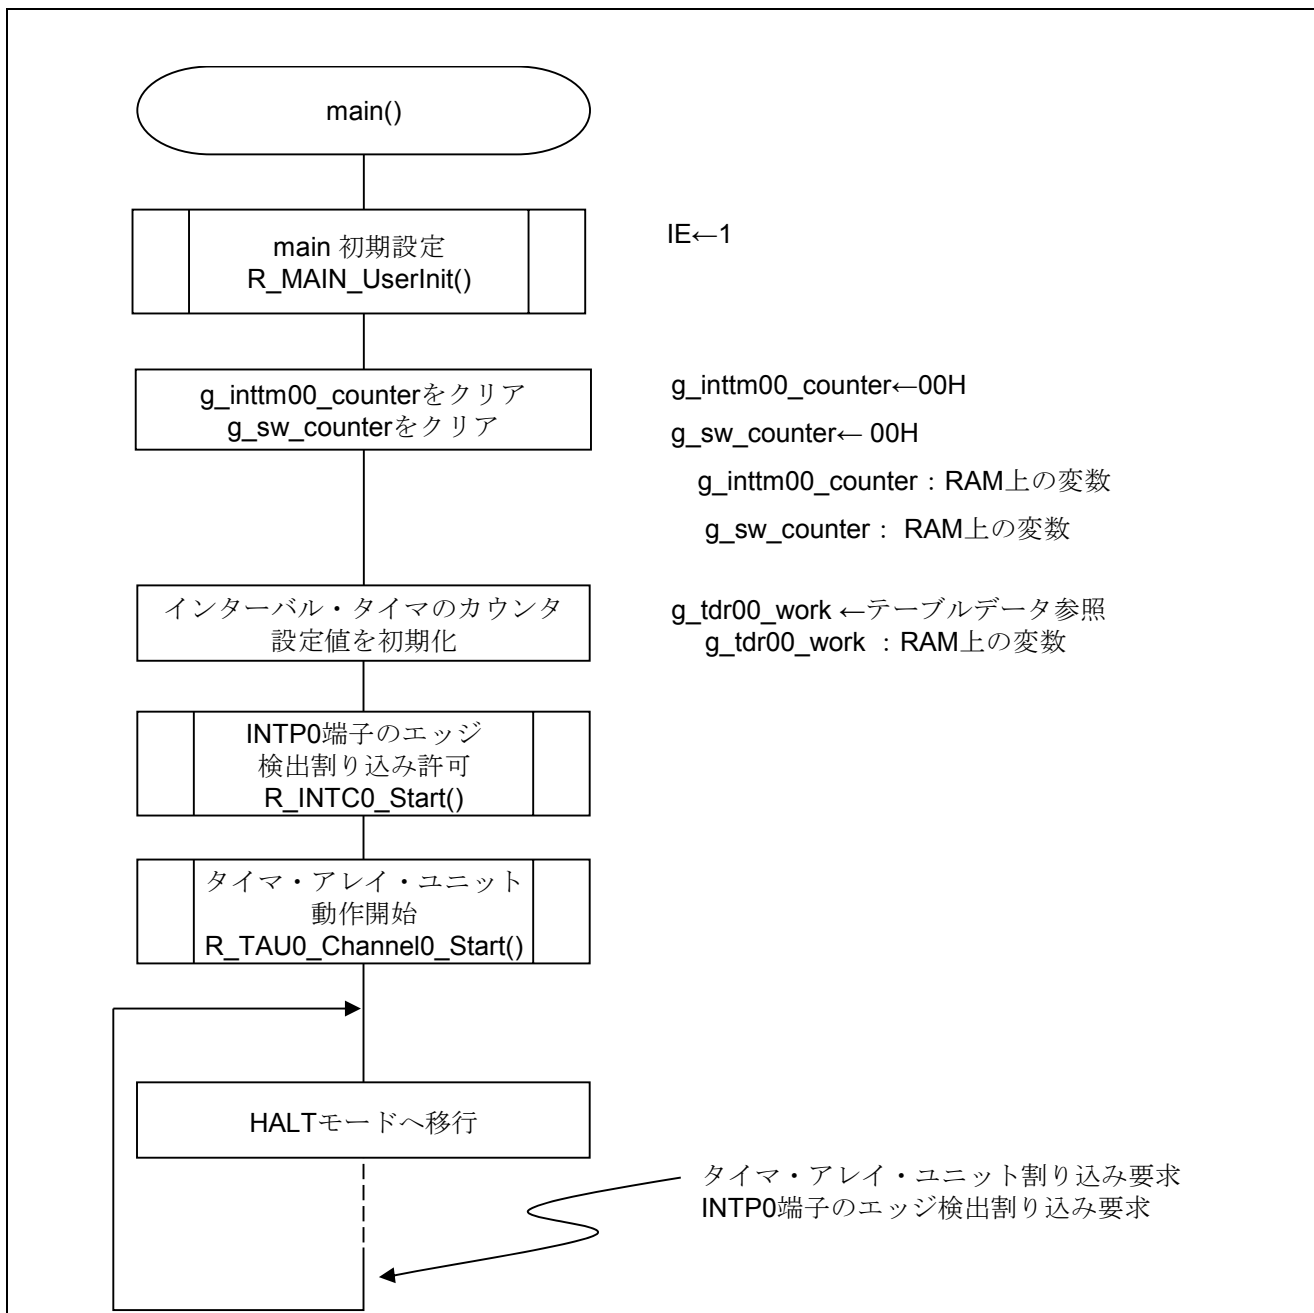 main()
main 初期設定
R_MAIN_UserInit()
IE←1
g_inttm00_counterをクリア
g_sw_counterをクリア
g_inttm00_counter←00H
g_sw_counter← 00H
g_inttm00_counter：RAM上の変数
g_sw_counter： RAM上の変数
インターバル・タイマのカウンタ
設定値を初期化
g_tdr00_work ←テーブルデータ参照
g_tdr00_work ：RAM上の変数
INTP0端子のエッジ
検出割り込み許可
R_INTC0_Start()
タイマ・アレイ・ユニット
動作開始
R_TAU0_Channel0_Start()
HALTモードへ移行
タイマ・アレイ・ユニット割り込み要求
INTP0端子のエッジ検出割り込み要求